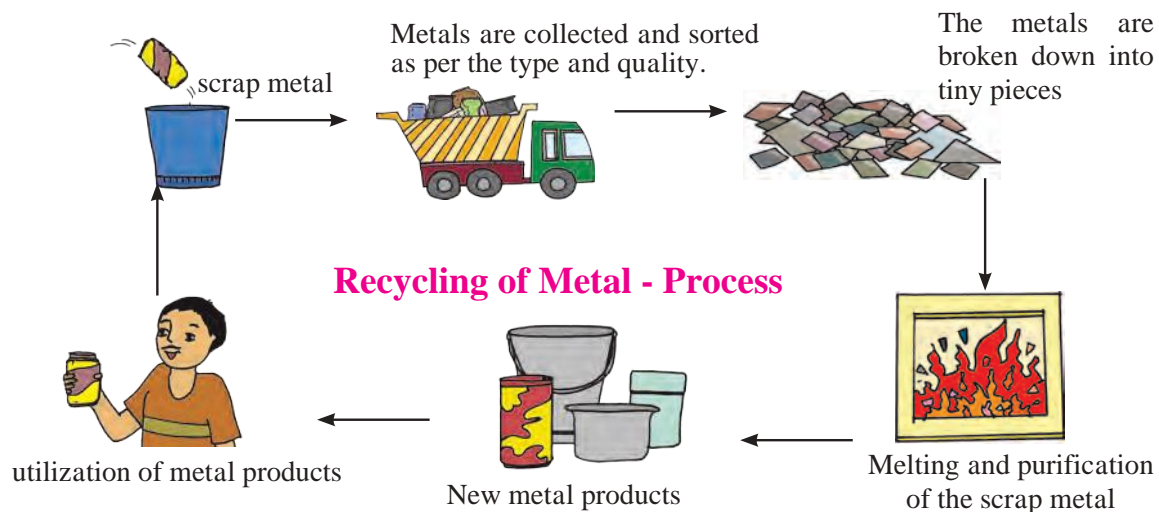 scrap metal
Metals are collected and sorted
as per the type and quality.
The metals are
broken down into
tiny pieces
Recycling of Metal - Process
utilization of metal products
New metal products
Melting and purification
of the scrap metal